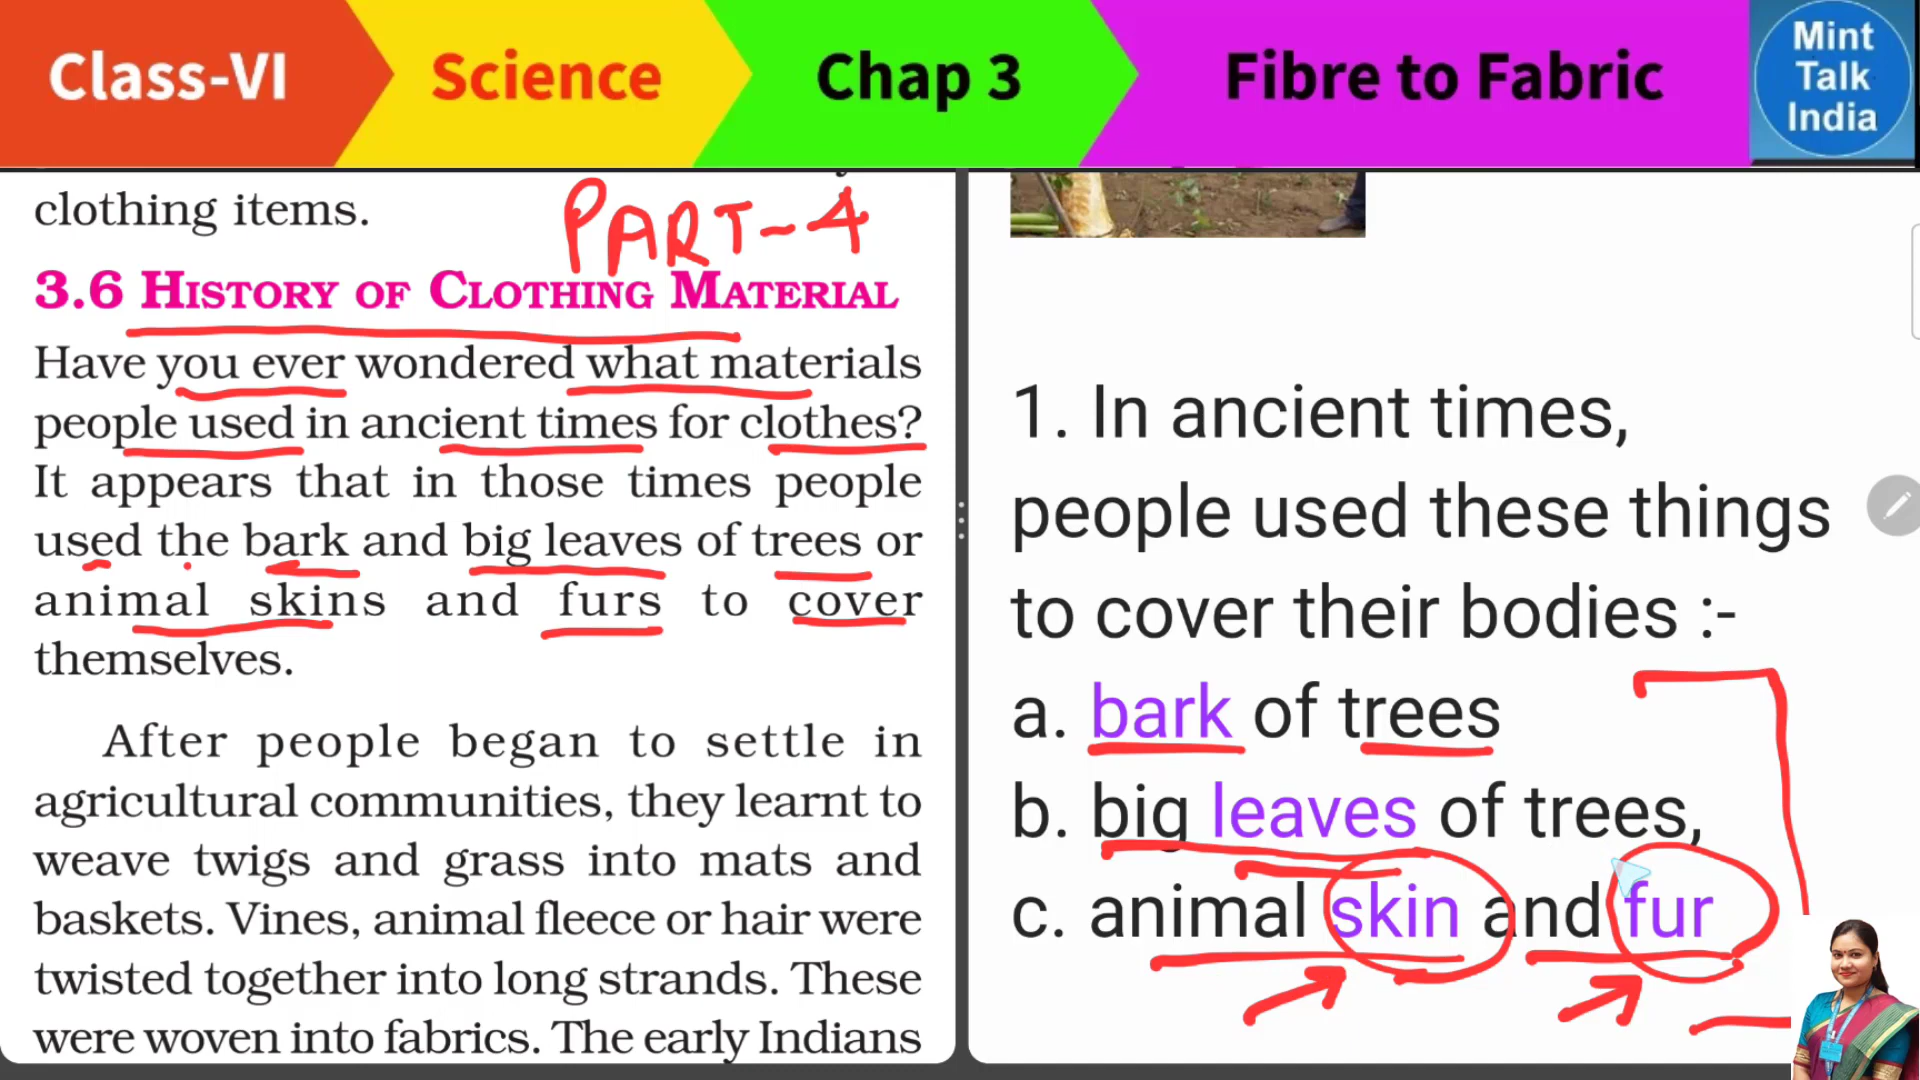 Class-VI
Science
Chap 3
Fibre to Fabric
Mint
Talk
India
clothing items.
PART-4
3.6 HISTORY OF CLOTHING MATERIAL
Have you ever wondered what materials
people used in ancient times for clothes?
It appears that in those times people
used the bark and big leaves of trees or
animal skins and furs to cover
themselves.
After people began to settle in
agricultural communities, they learnt to
weave twigs and grass into mats and
baskets. Vines, animal fleece or hair were
twisted together into long strands. These
were woven into fabrics. The early Indians
1. In ancient times,
people used these things
to cover their bodies :-
a. bark of trees
b. big leaves of trees,
c. animal skin and fur